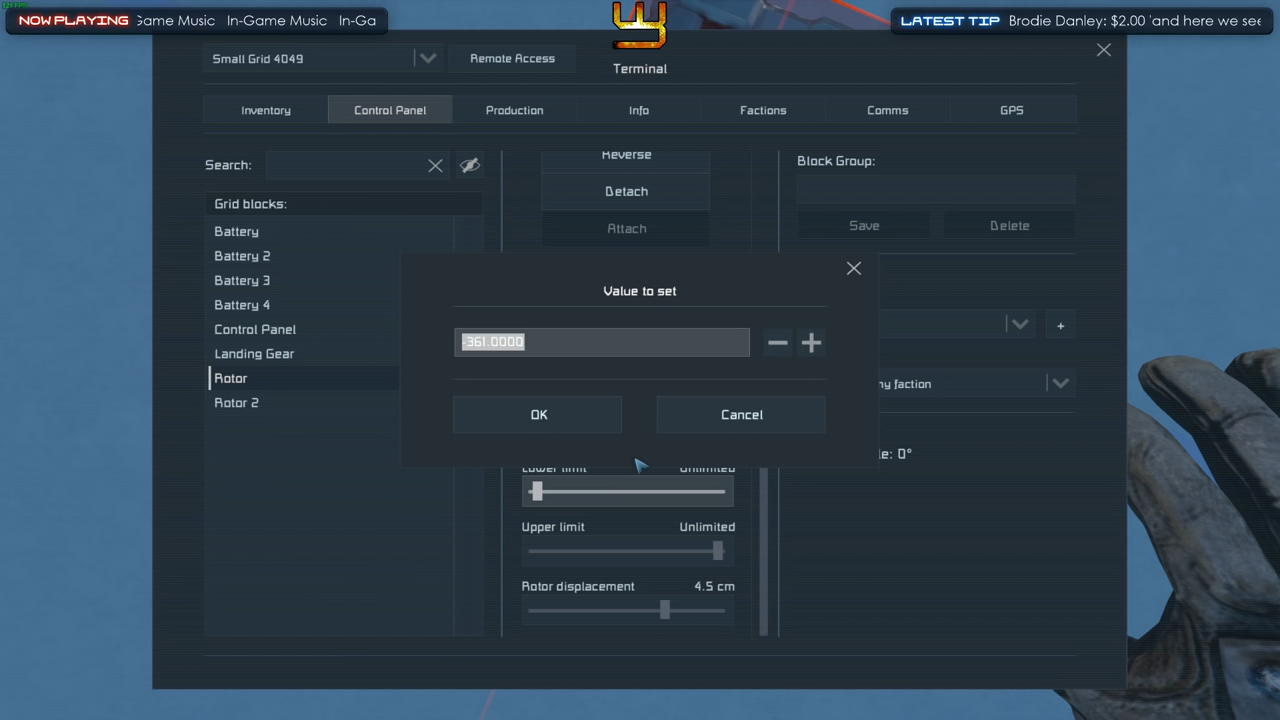 NOW PLAYING Game Music In-Game Music In-Ga
LATEST TIP Brodie Danley: $2.00 'and here we see
Small Grid 4049
Remote Access
Terminal
Inventory
Control Panel
Production
Info
Factions
Comms
GPS
Search:
Grid blocks:
Battery
Battery 2
Battery 3
Battery 4
Control Panel
Landing Gear
Rotor
Rotor 2
Reverse
Detach
Attach
Block Group:
Save
Delete
Value to set
-361.0000
OK
Cancel
ny faction
le: 0°
Lower limit Unlimited
Upper limit Unlimited
Rotor displacement 4.5 cm